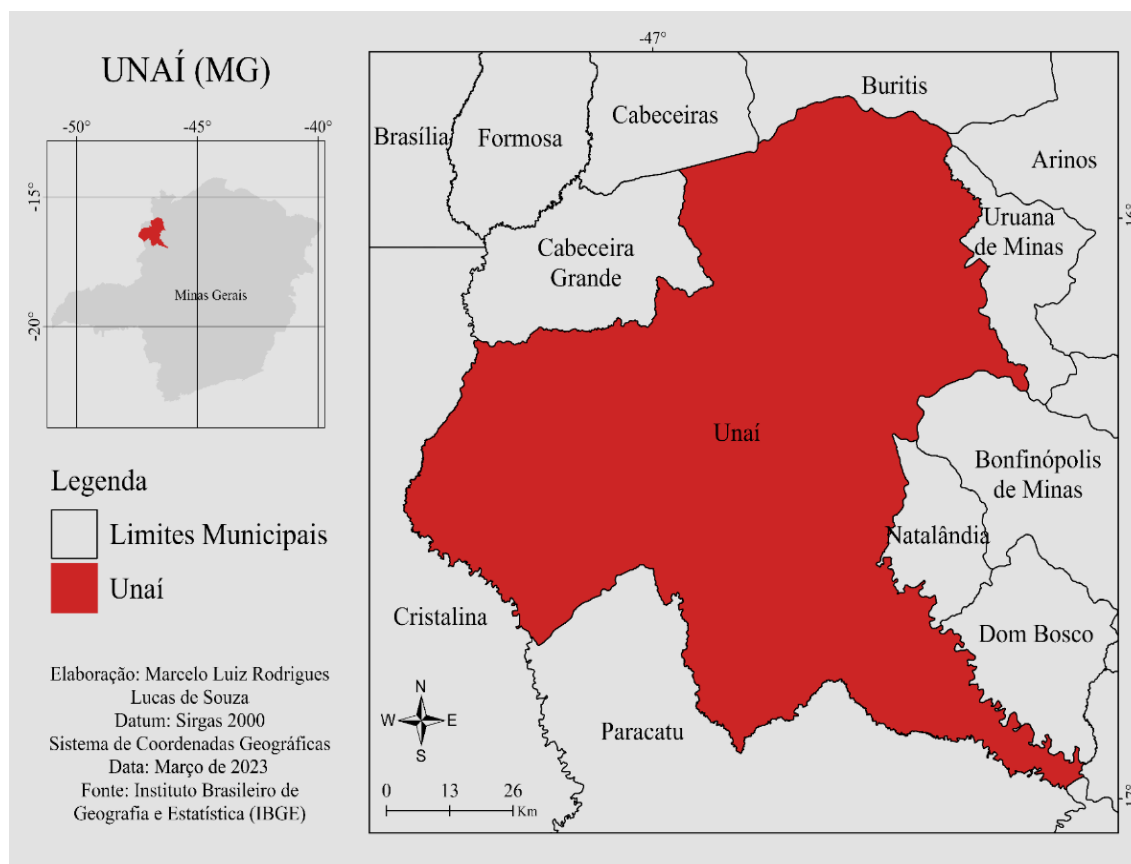 UNAÍ (MG)
-50°
-45°
-40°
-15°
-20°
Minas Gerais
Legenda
Limites Municipais
Unaí
Elaboração: Marcelo Luiz Rodrigues
Lucas de Souza
Datum: Sirgas 2000
Sistema de Coordenadas Geográficas
Data: Março de 2023
Fonte: Instituto Brasileiro de
Geografia e Estatística (IBGE)
-47°
Buritis
Cabeceiras
Brasília
Formosa
Arinos
-16°
Uruana
de Minas
Cabeceira
Grande
Unaí
Bonfinópolis
de Minas
Natalândia
Cristalina
Dom Bosco
N
W E
S
Paracatu
0 13 26
Km
-17°